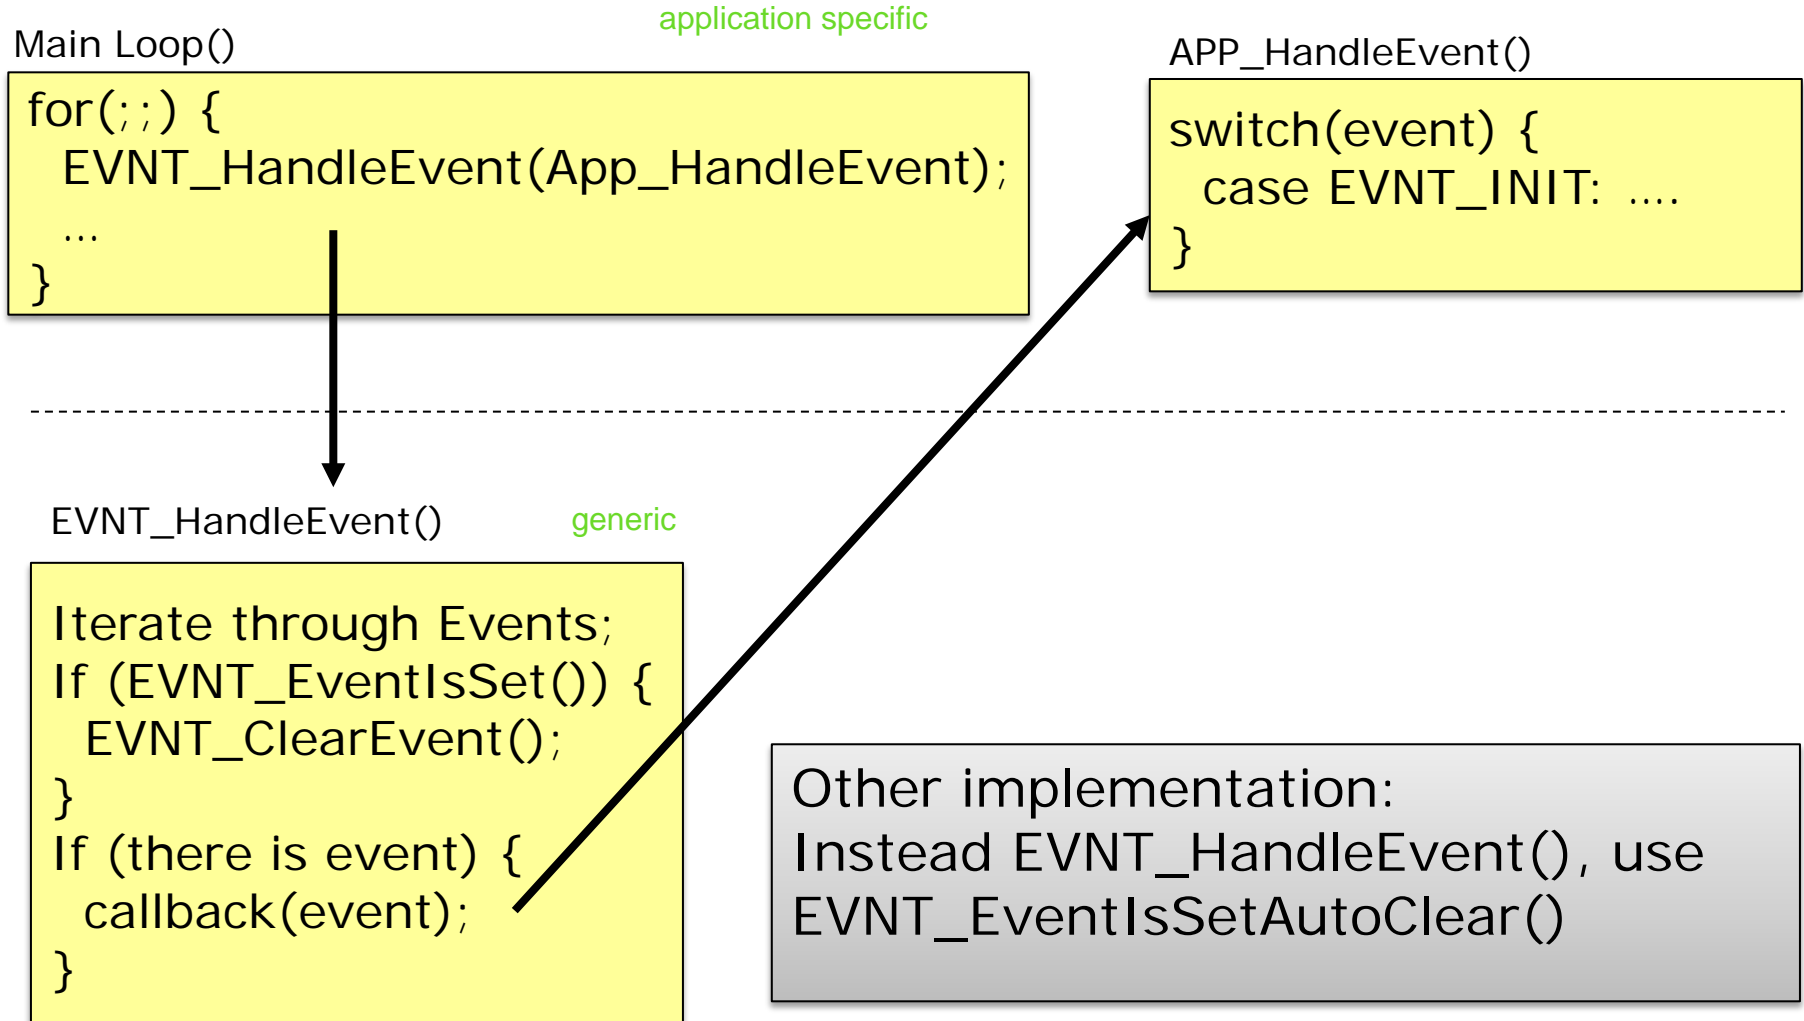 application specific
Main Loop()
for(;;) {
EVNT_HandleEvent(App_HandleEvent);
...
}
APP_HandleEvent()
switch(event) {
case EVNT_INIT: ....
}
EVNT_HandleEvent()
generic
Iterate through Events;
If (EVNT_EventIsSet()) {
EVNT_ClearEvent();
}
If (there is event) {
callback(event);
}
Other implementation:
Instead EVNT_HandleEvent(), use
EVNT_EventIsSetAutoClear()